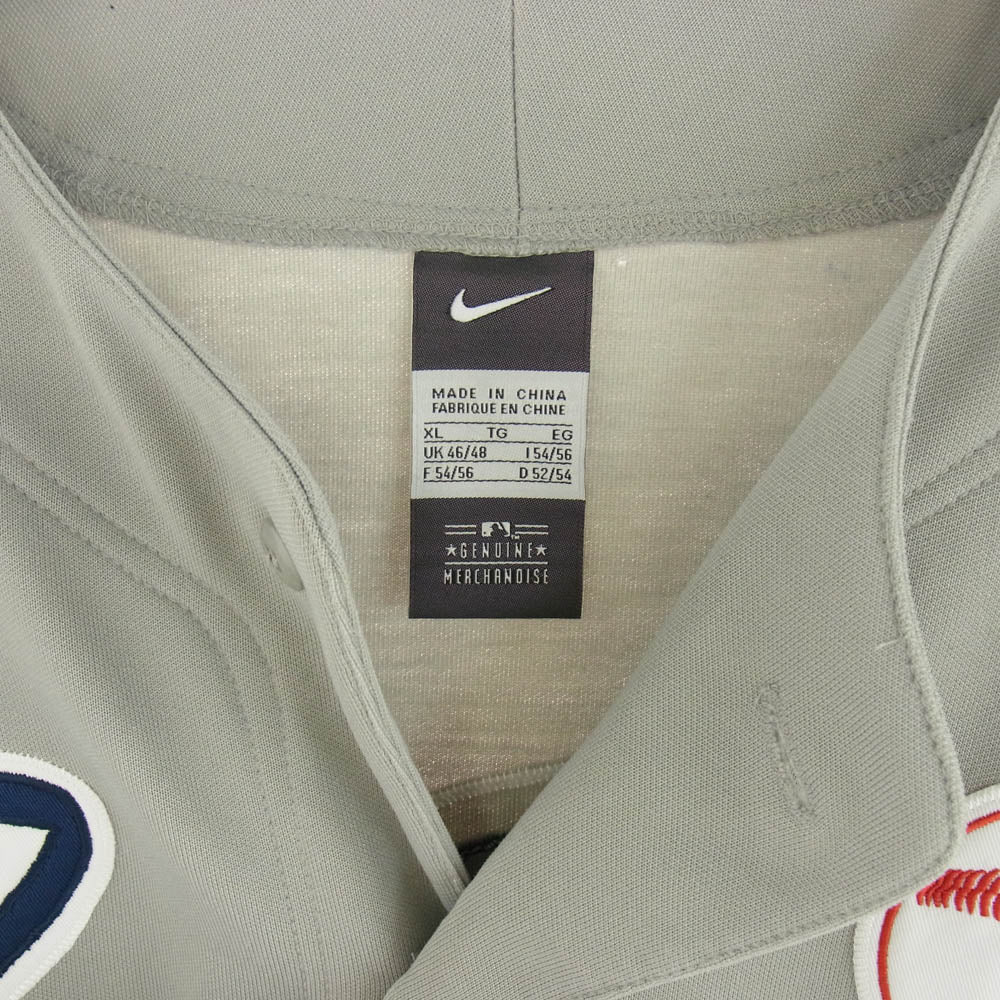 MADE IN CHINA
FABRIQUE EN CHINE
XL TG EG
UK 46/48 I 54/56
F 54/56 D 52/54
TM
★GENUINE★
MERCHANDISE